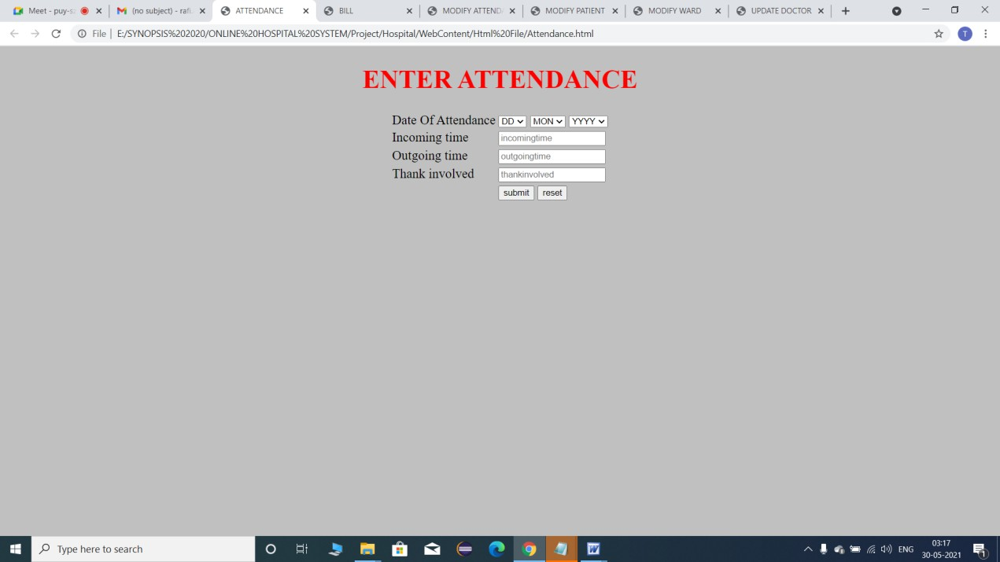 Meet - puy-s
(no subject) - rafi
ATTENDANCE
BILL
MODIFY ATTEND
MODIFY PATIENT
MODIFY WARD
UPDATE DOCTOR
File | E:/SYNOPSIS%202020/ONLINE%20HOSPITAL%20SYSTEM/Project/Hospital/WebContent/Html%20File/Attendance.html
T
ENTER ATTENDANCE
Date Of Attendance DD MON YYYY
Incoming time incomingtime
Outgoing time outgoingtime
Thank involved thankinvolved
submit reset
Type here to search
ENG
03:17
30-05-2021
1